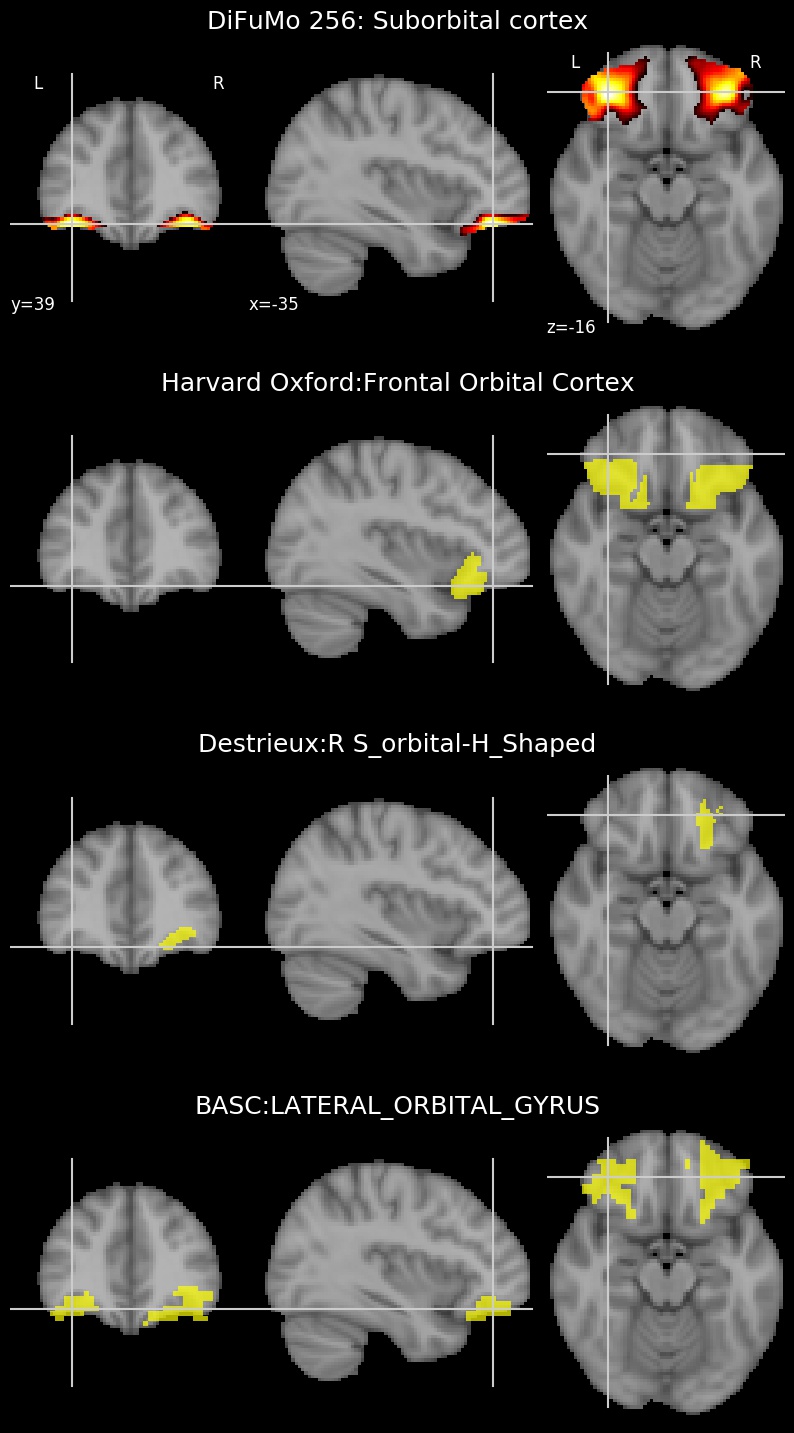 DiFuMo 256: Suborbital cortex
L
R
L
R
y=39
x=-35
z=-16
Harvard Oxford:Frontal Orbital Cortex
Destrieux:R S_orbital-H_Shaped
BASC:LATERAL_ORBITAL_GYRUS